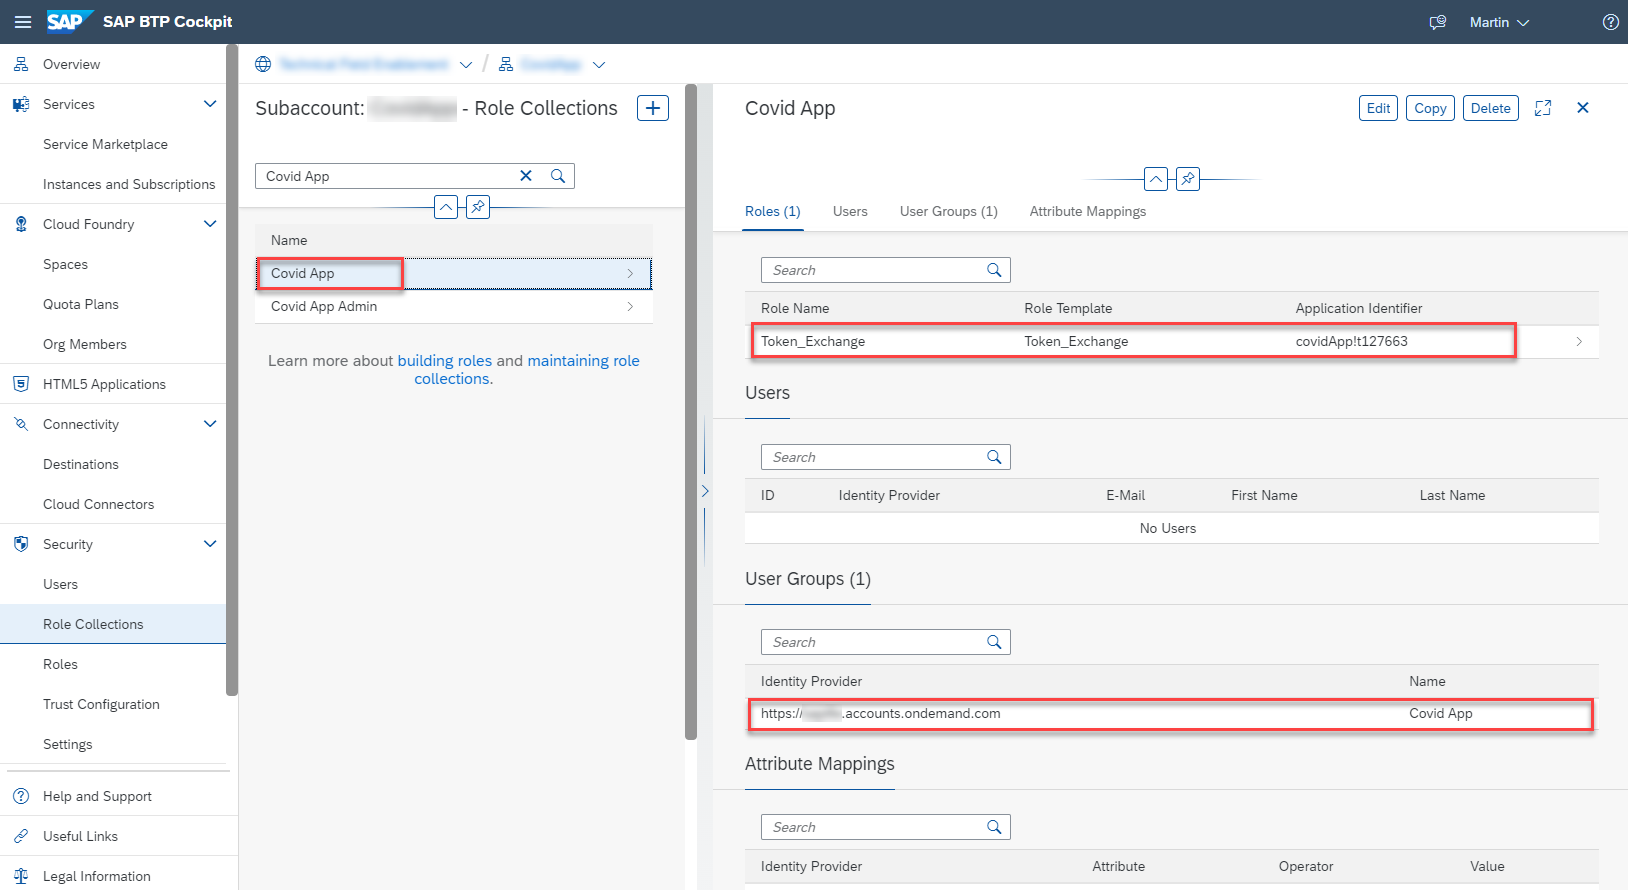 SAP SAP BTP Cockpit
Martin
Overview
Services
Service Marketplace
Instances and Subscriptions
Cloud Foundry
Spaces
Quota Plans
Org Members
HTML5 Applications
Connectivity
Destinations
Cloud Connectors
Security
Users
Role Collections
Roles
Trust Configuration
Settings
Help and Support
Useful Links
Legal Information
/
Subaccount: - Role Collections
Covid App
Name
Covid App
Covid App Admin
Learn more about building roles and maintaining role
collections.
Covid App
Edit Copy Delete
Roles (1) Users User Groups (1) Attribute Mappings
Search
Role Name Role Template Application Identifier
Token_Exchange Token_Exchange covidApp!t127663
Users
Search
ID Identity Provider E-Mail First Name Last Name
No Users
User Groups (1)
Search
Identity Provider Name
https:// .accounts.ondemand.com Covid App
Attribute Mappings
Search
Identity Provider Attribute Operator Value